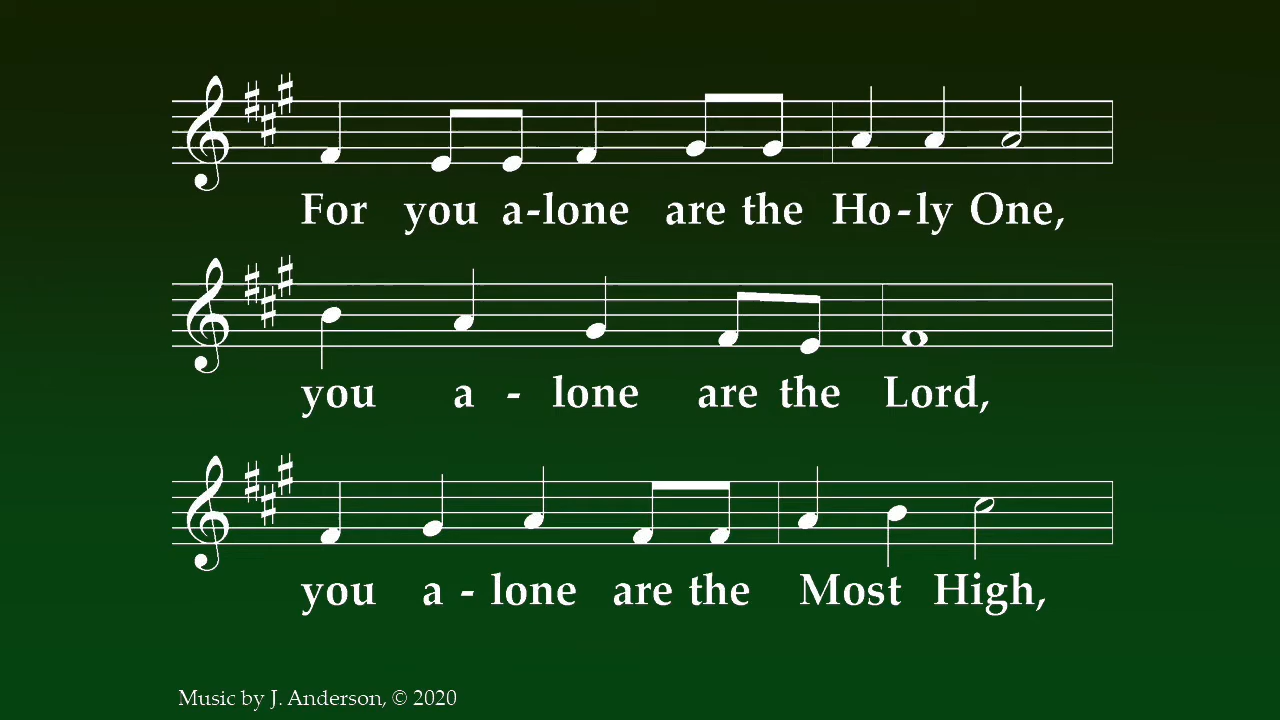 For you a-lone are the Ho-ly One,
you a - lone are the Lord,
you a - lone are the Most High,
Music by J. Anderson, © 2020